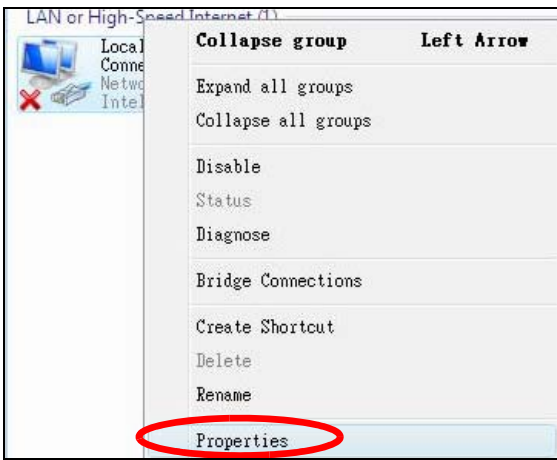 LAN or High-Speed Internet (1)
Local
Conne
Netwo
Intel
Collapse group Left Arrow
Expand all groups
Collapse all groups
Disable
Status
Diagnose
Bridge Connections
Create Shortcut
Delete
Rename
Properties